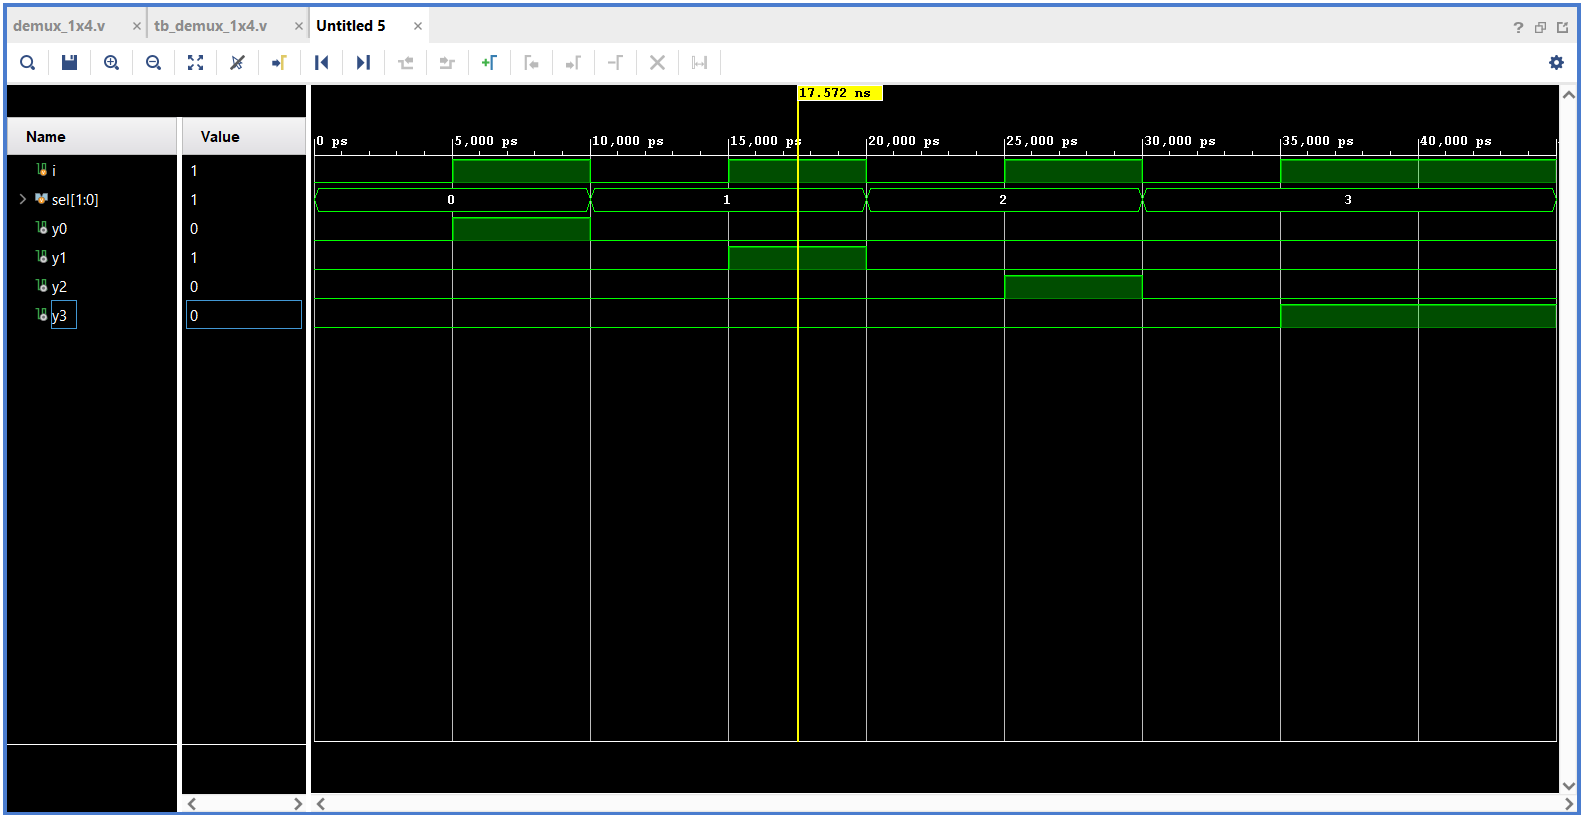 demux_1x4.v × tb_demux_1x4.v × Untitled 5 ×
17.572 ns
Name Value
0 ps 5,000 ps 10,000 ps 15,000 ps 20,000 ps 25,000 ps 30,000 ps 35,000 ps 40,000 ps
i 1
sel[1:0] 1 0 1 2 3
y0 0
y1 1
y2 0
y3 0